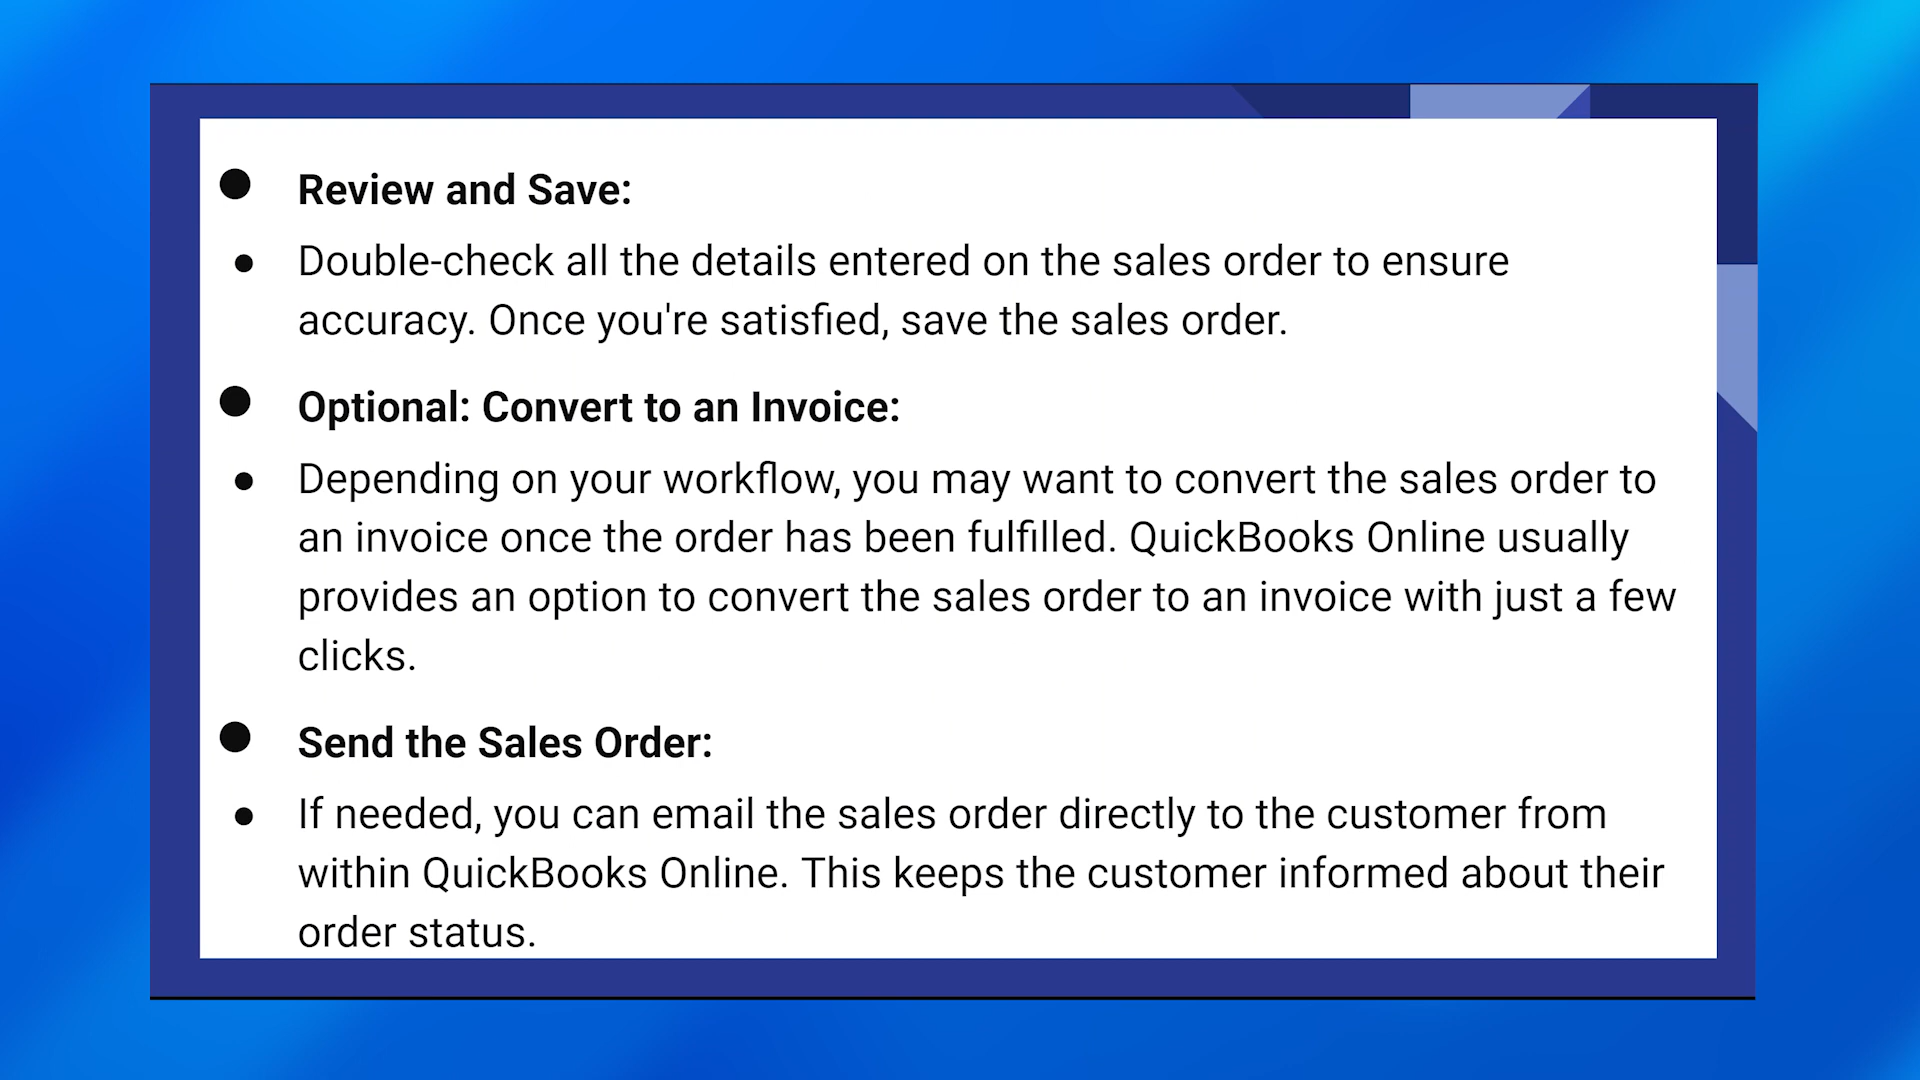 Review and Save:
Double-check all the details entered on the sales order to ensure
accuracy. Once you're satisfied, save the sales order.
Optional: Convert to an Invoice:
Depending on your workflow, you may want to convert the sales order to
an invoice once the order has been fulfilled. QuickBooks Online usually
provides an option to convert the sales order to an invoice with just a few
clicks.
Send the Sales Order:
If needed, you can email the sales order directly to the customer from
within QuickBooks Online. This keeps the customer informed about their
order status.